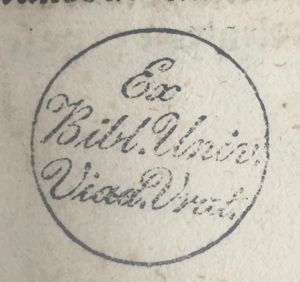 Ex
Bibl. Univ.
Viad. Vrat.